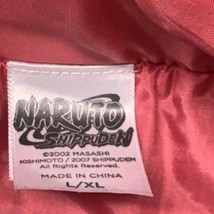 NARUTO
SHIPPUDEN
©2002 MASASHI
KISHIMOTO / 2007 SHIPPUDEN
All Rights Reserved.
MADE IN CHINA
L/XL